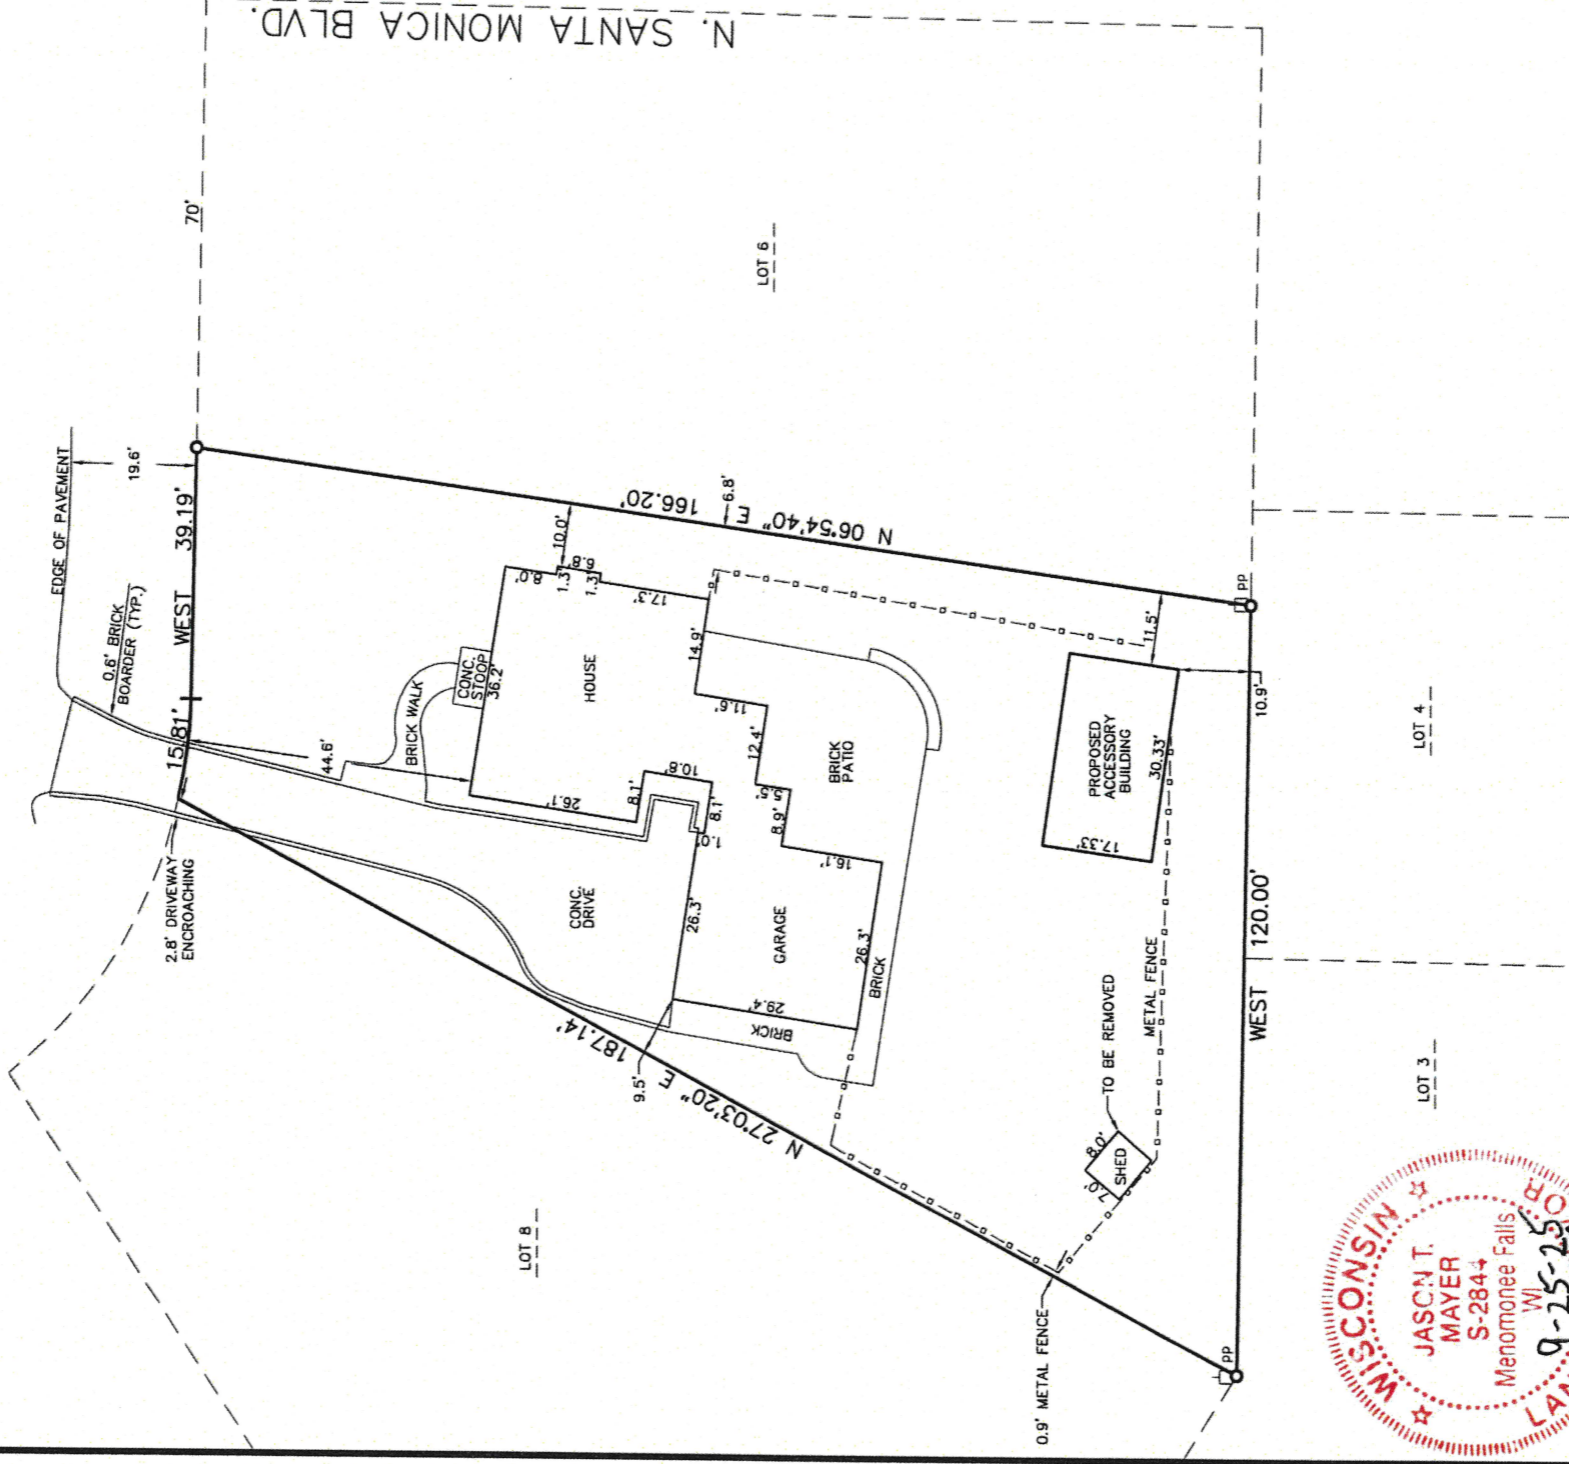 N. SANTA MONICA BLVD.
70'
EDGE OF PAVEMENT
19.6'
0.6' BRICK
BOARDER (TYP.)
WEST 39.19'
15.81'
2.8' DRIVEWAY
ENCROACHING
44.6'
BRICK WALK
CONC.
STOOP
36.2'
8.0'
1.3'
6.8'
1.3'
10.0'
17.3'
HOUSE
14.9'
11.6'
12.4'
5.5'
8.9'
16.1'
26.1'
8.1'
10.8'
8.1'
1.0'
26.3'
CONC.
DRIVE
GARAGE
29.4'
26.3'
BRICK
BRICK
BRICK
PATIO
9.5'
N 27°03'20" E 187.14'
N 06°54'40" E 166.20'
6.8'
LOT 6
LOT 8
PROPOSED
ACCESSORY
BUILDING
30.33'
17.33'
11.5'
10.9'
PP
METAL FENCE
TO BE REMOVED
8.0'
7.0'
SHED
0.9' METAL FENCE
PP
WEST 120.00'
LOT 4
LOT 3
WISCONSIN
JASON T.
MAYER
S-2844
Menomonee Falls
WI
9-25-25